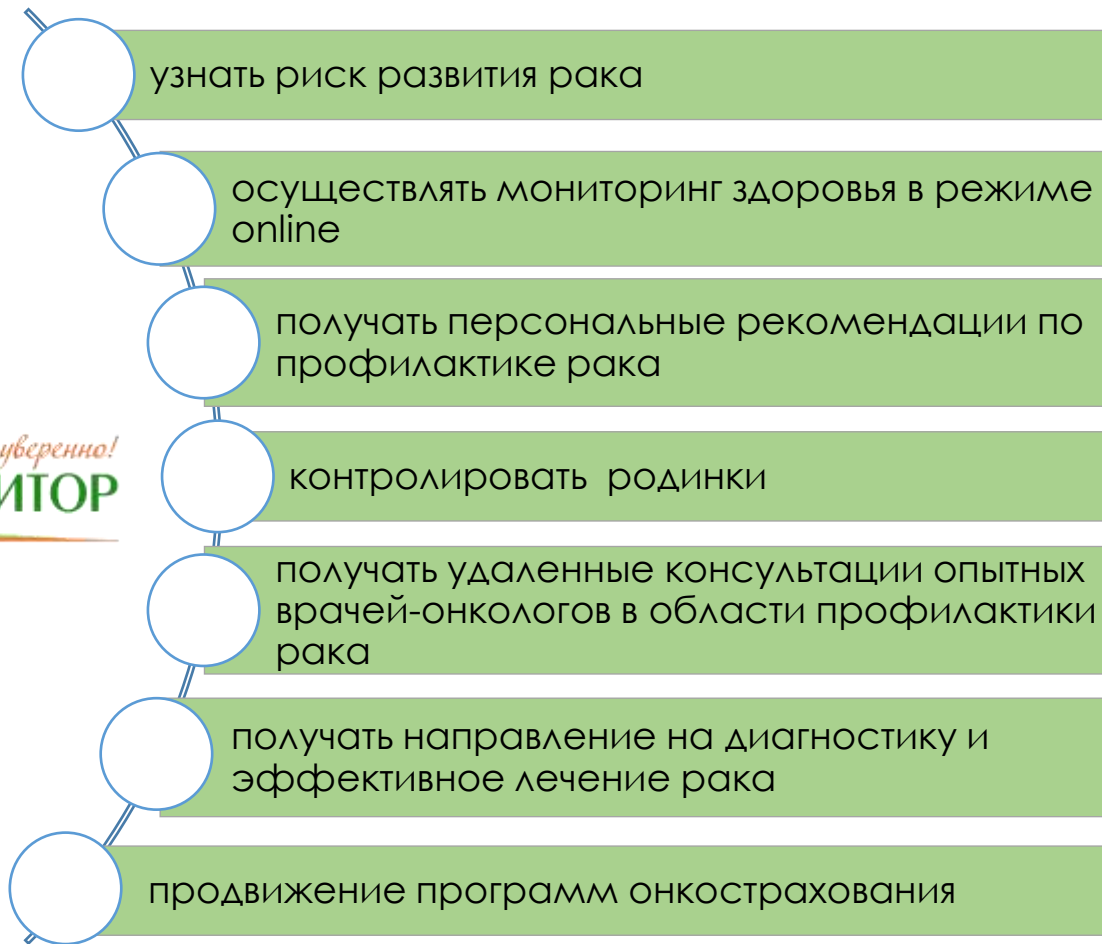 узнать риск развития рака
осуществлять мониторинг здоровья в режиме
online
получать персональные рекомендации по
профилактике рака
уверенно!
ИТОР
контролировать родинки
получать удаленные консультации опытных
врачей-онкологов в области профилактики
рака
получать направление на диагностику и
эффективное лечение рака
продвижение программ онкострахования